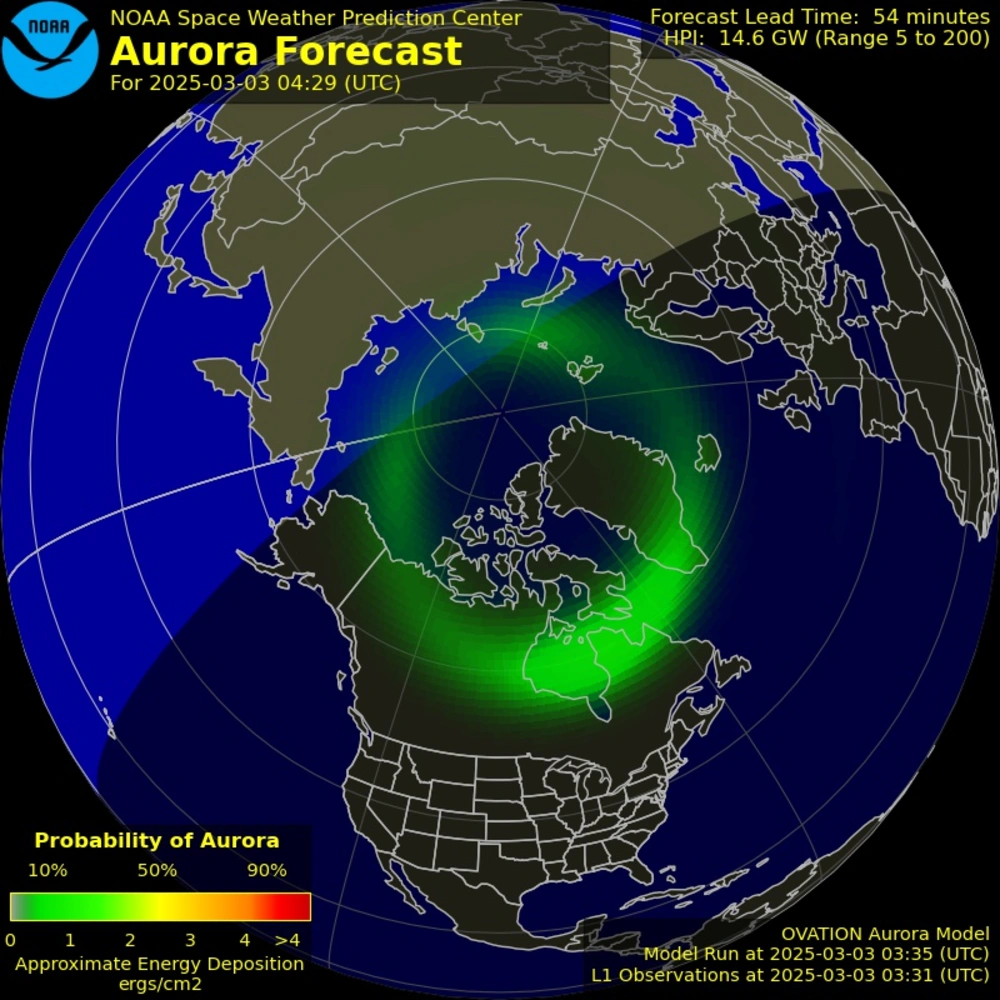 NOAA
NOAA Space Weather Prediction Center
Aurora Forecast
For 2025-03-03 04:29 (UTC)
Forecast Lead Time: 54 minutes
HPI: 14.6 GW (Range 5 to 200)
Probability of Aurora
10% 50% 90%
0 1 2 3 4 >4
Approximate Energy Deposition
ergs/cm2
OVATION Aurora Model
Model Run at 2025-03-03 03:35 (UTC)
L1 Observations at 2025-03-03 03:31 (UTC)